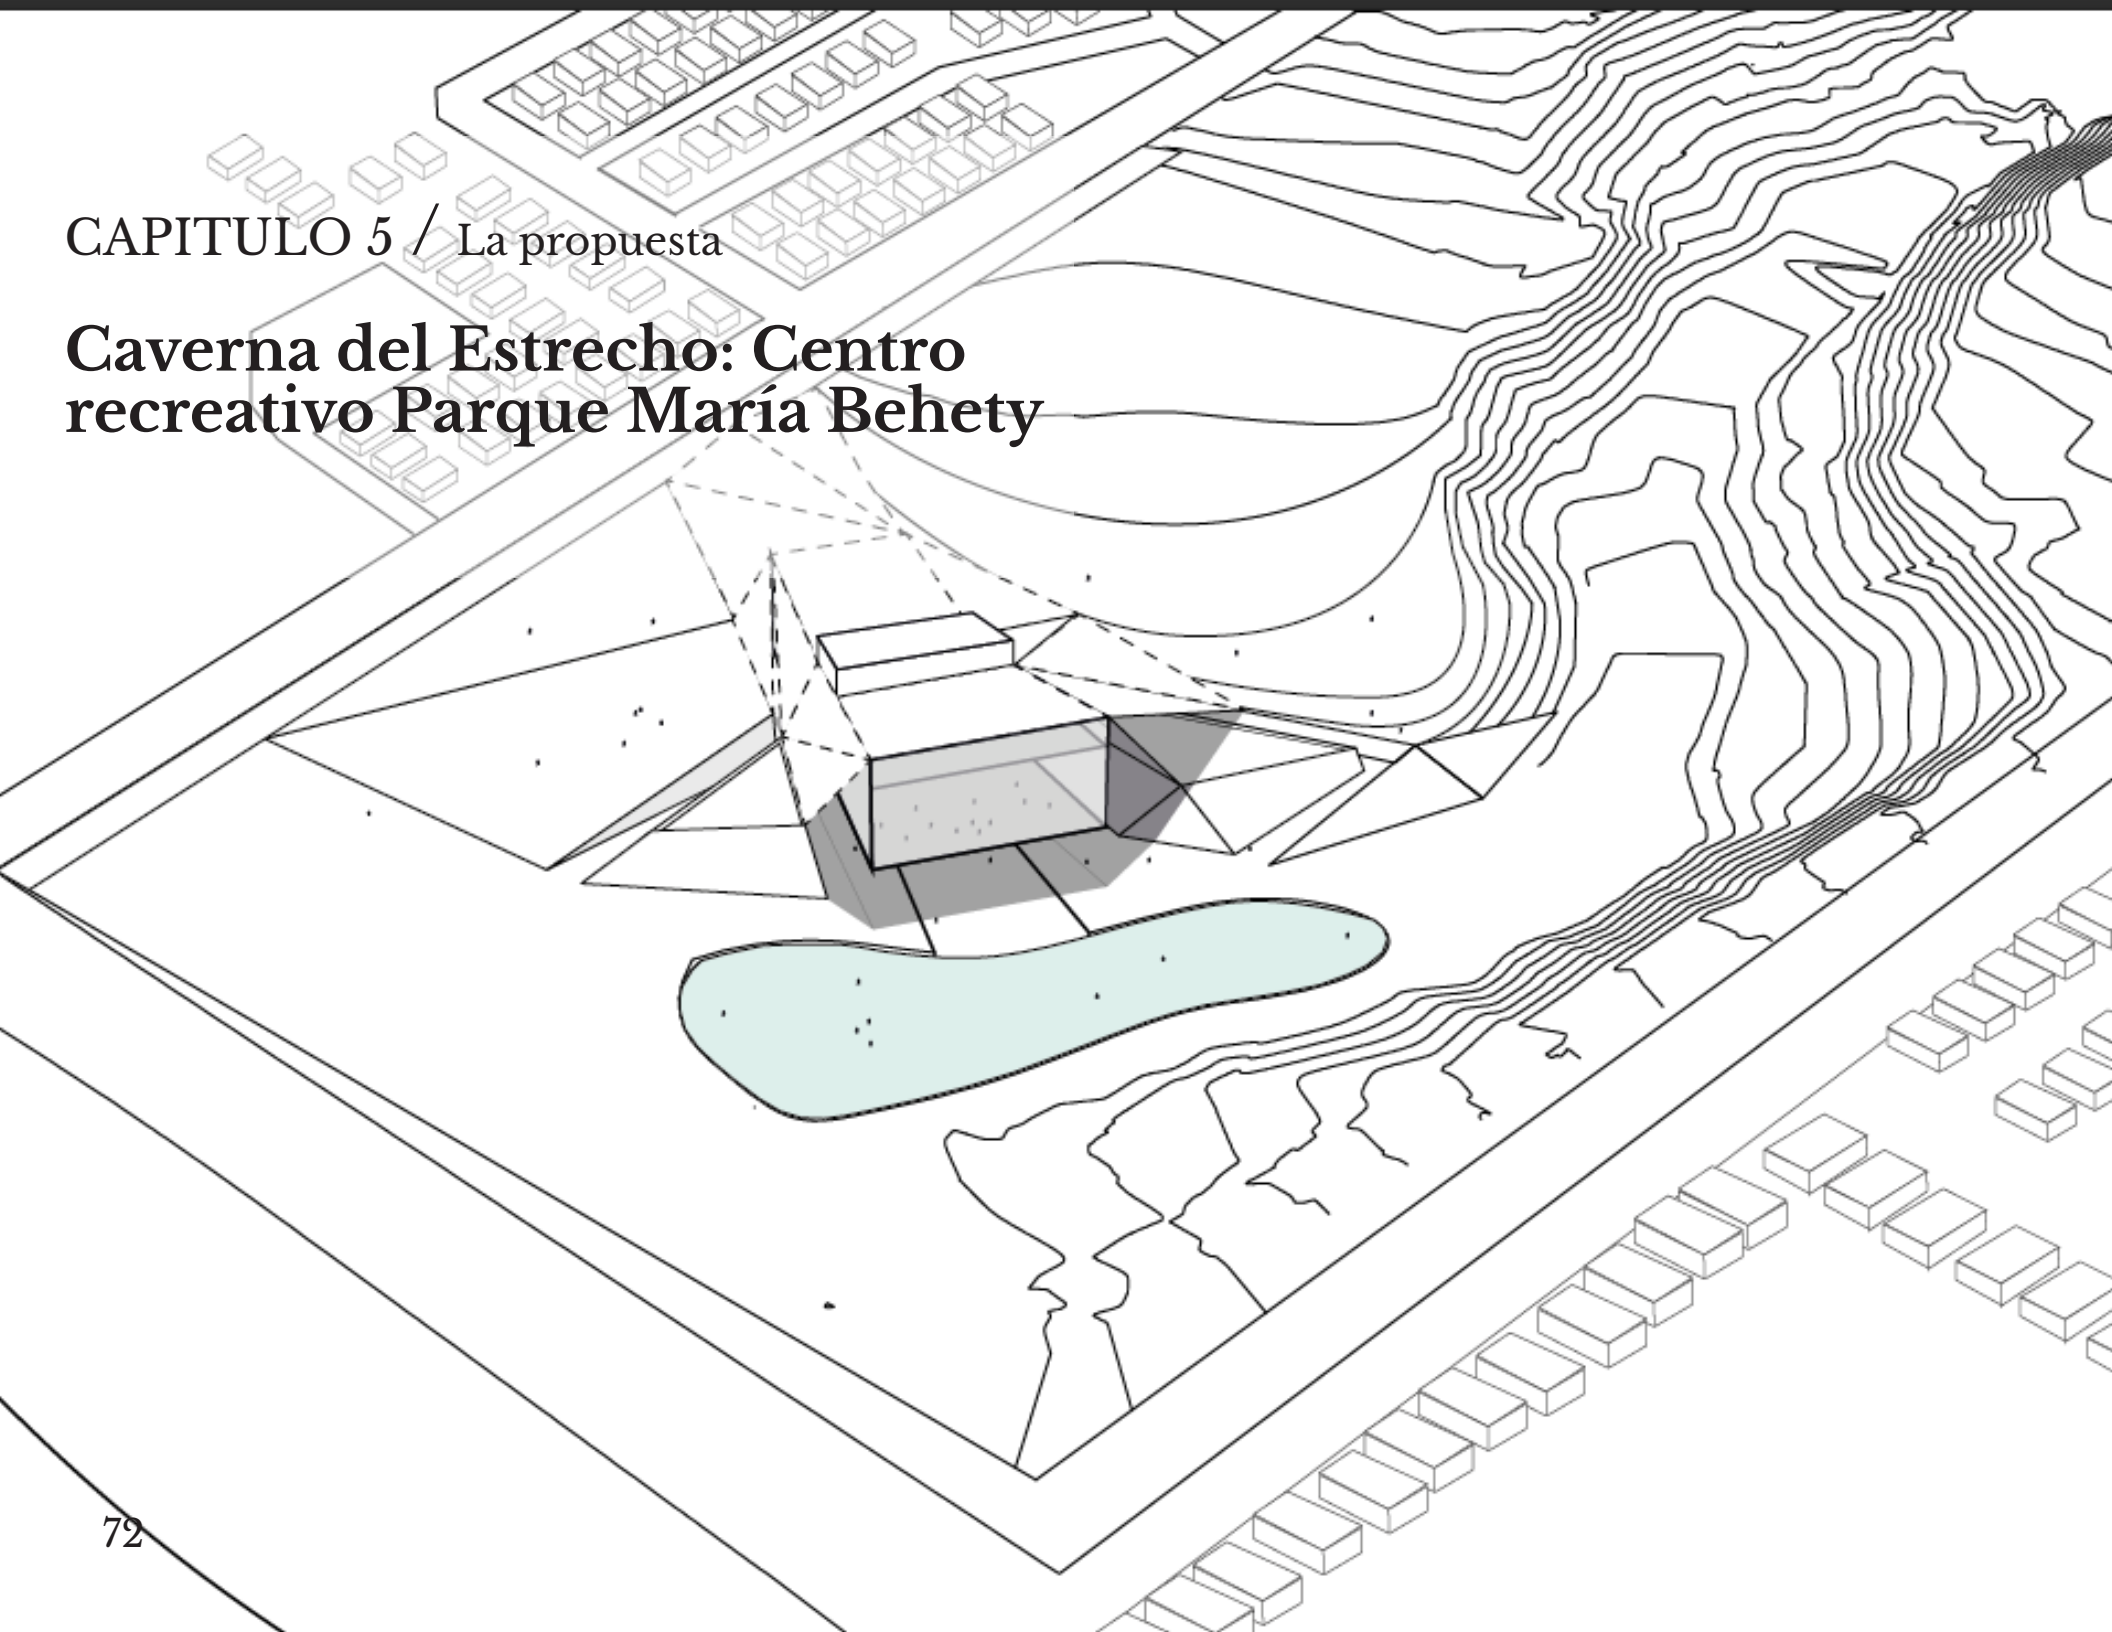 CAPITULO 5 / La propuesta
Caverna del Estrecho: Centro
recreativo Parque María Behety
72